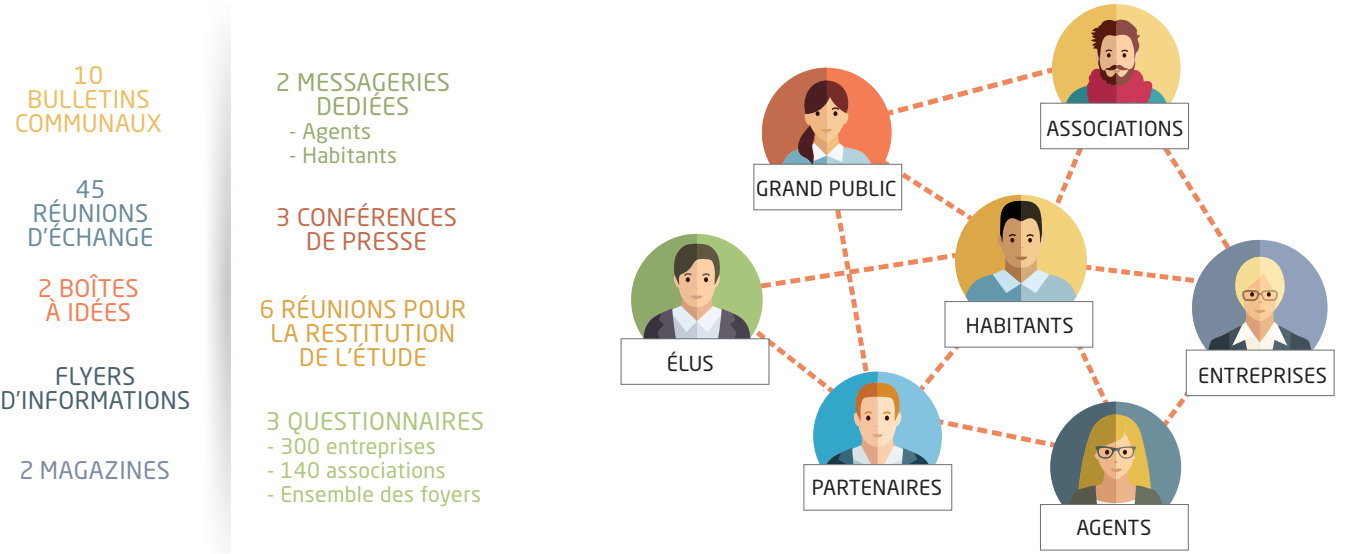 10
BULLETINS
COMMUNAUX
45
RÉUNIONS
D'ÉCHANGE
2 BOÎTES
À IDÉES
FLYERS
D'INFORMATIONS
2 MAGAZINES
2 MESSAGERIES
DEDIÉES
- Agents
- Habitants
3 CONFÉRENCES
DE PRESSE
6 RÉUNIONS POUR
LA RESTITUTION
DE L'ÉTUDE
3 QUESTIONNAIRES
- 300 entreprises
- 140 associations
- Ensemble des foyers
ASSOCIATIONS
GRAND PUBLIC
HABITANTS
ÉLUS
ENTREPRISES
PARTENAIRES
AGENTS